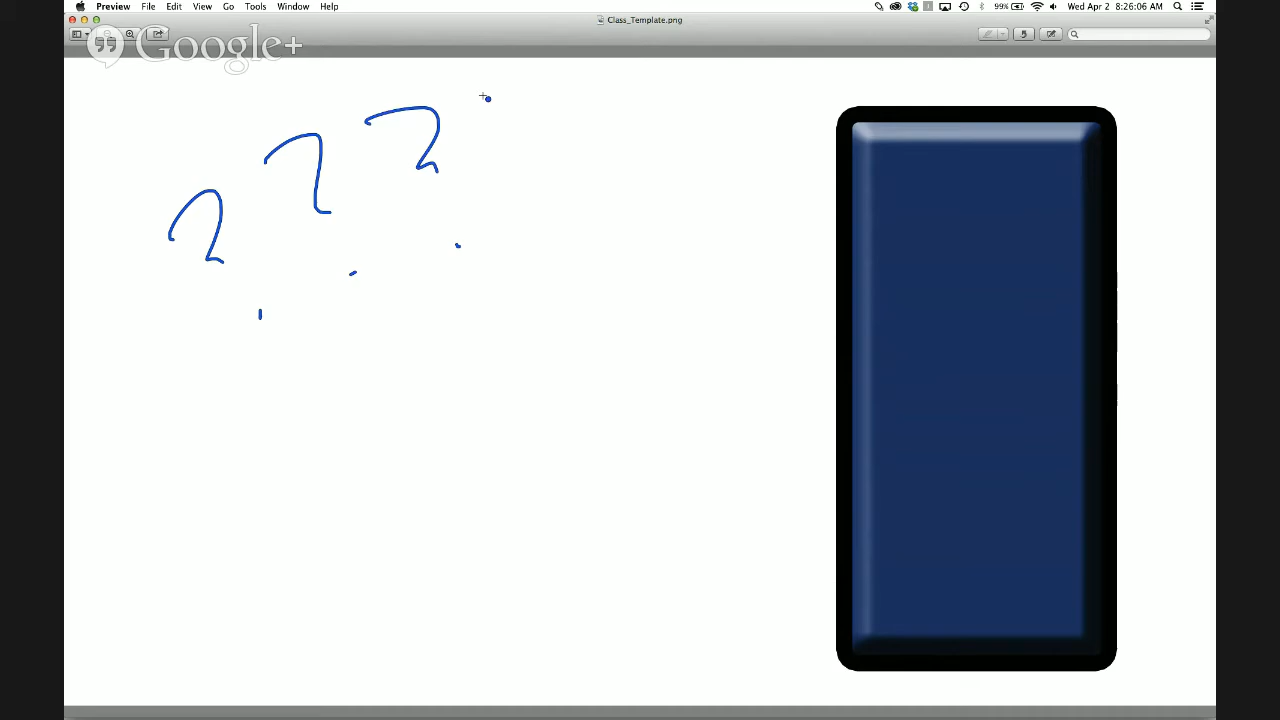 Preview File Edit View Go Tools Window Help 99% Wed Apr 2 8:26:06 AM
Class_Template.png
Google+
? ? ?